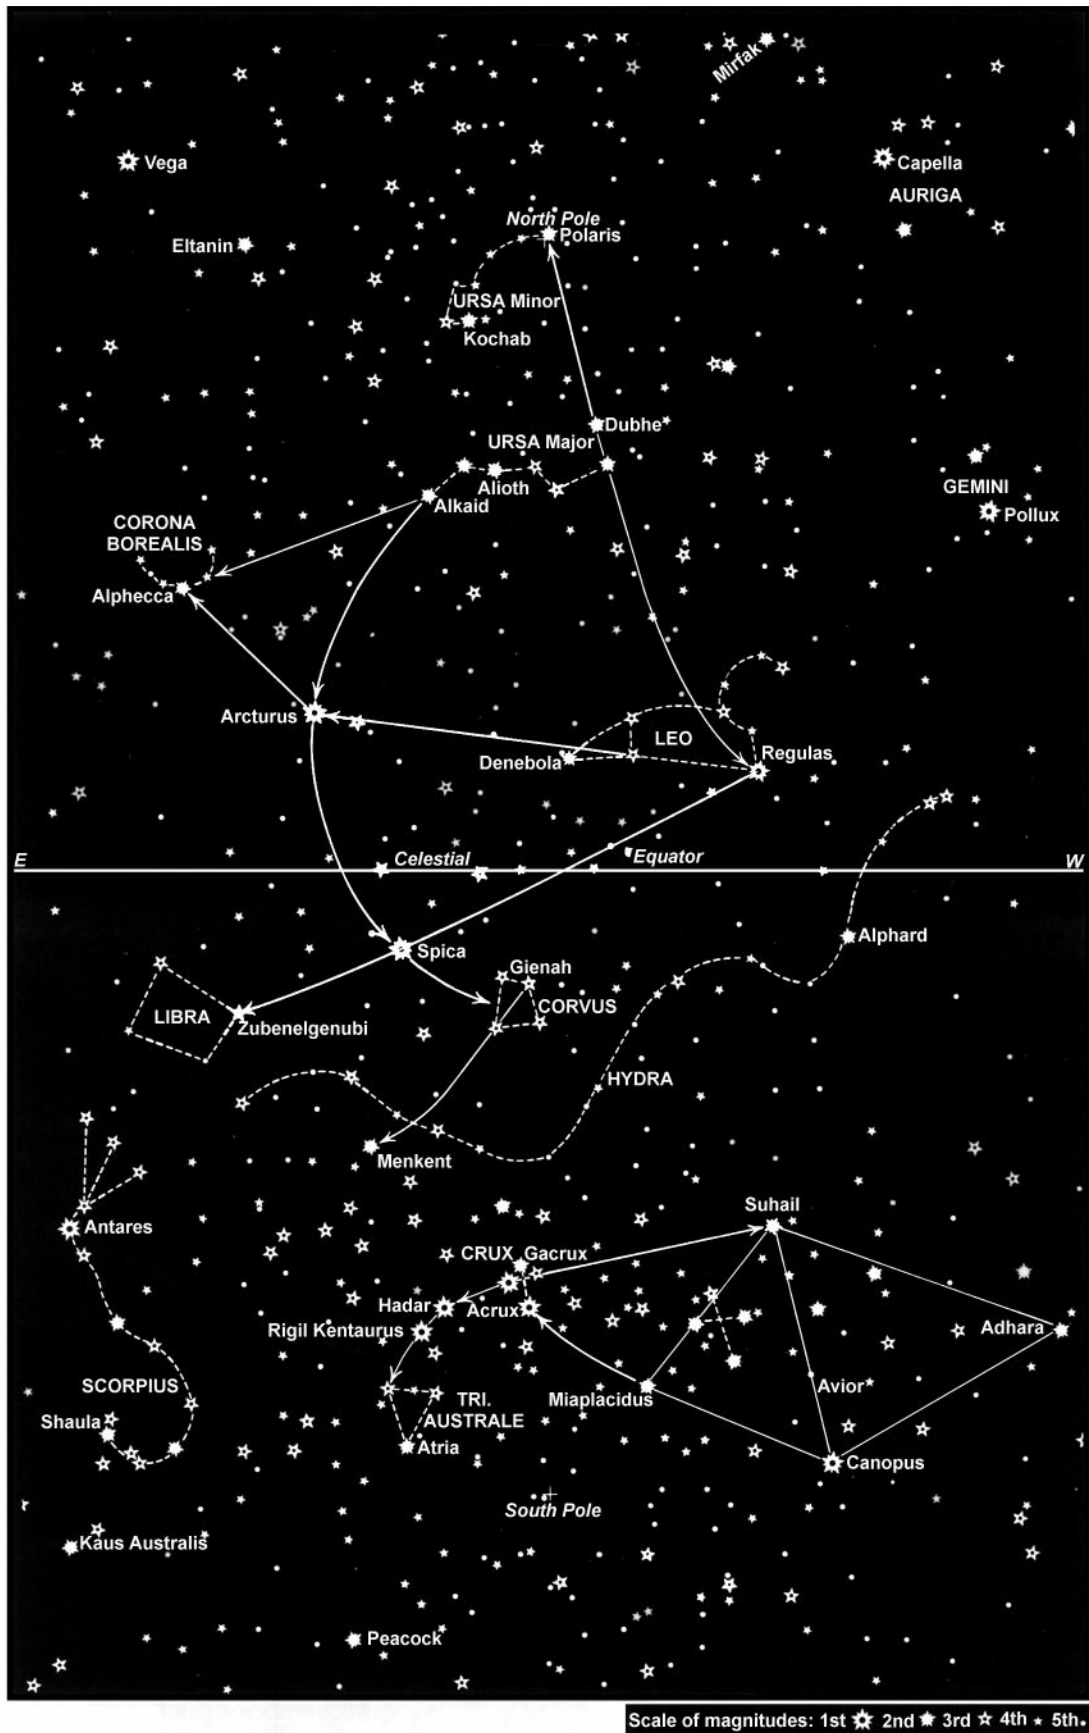 Mirfak
Vega
Capella
AURIGA
North Pole
Polaris
Eltanin
URSA Minor
Kochab
Dubhe
URSA Major
Alioth
Alkaid
GEMINI
Pollux
CORONA
BOREALIS
Alphecca
Arcturus
LEO
Denebola
Regulas
E
Celestial
Equator
W
Spica
Alphard
Gienah
CORVUS
LIBRA
Zubenelgenubi
HYDRA
Menkent
Antares
Suhail
CRUX
Gacrux
Hadar
Acrux
Rigil Kentaurus
Adhara
SCORPIUS
TRI.
AUSTRALE
Miaplacidus
Avior
Shaula
Atria
Canopus
South Pole
Kaus Australis
Peacock
Scale of magnitudes: 1st 2nd 3rd 4th 5th.